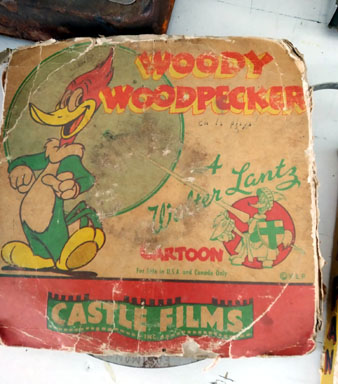 WOODY
WOODPECKER
A
Walter Lantz
CARTOON
For Sale in U.S.A. and Canada Only
© W.L.P.
CASTLE FILMS